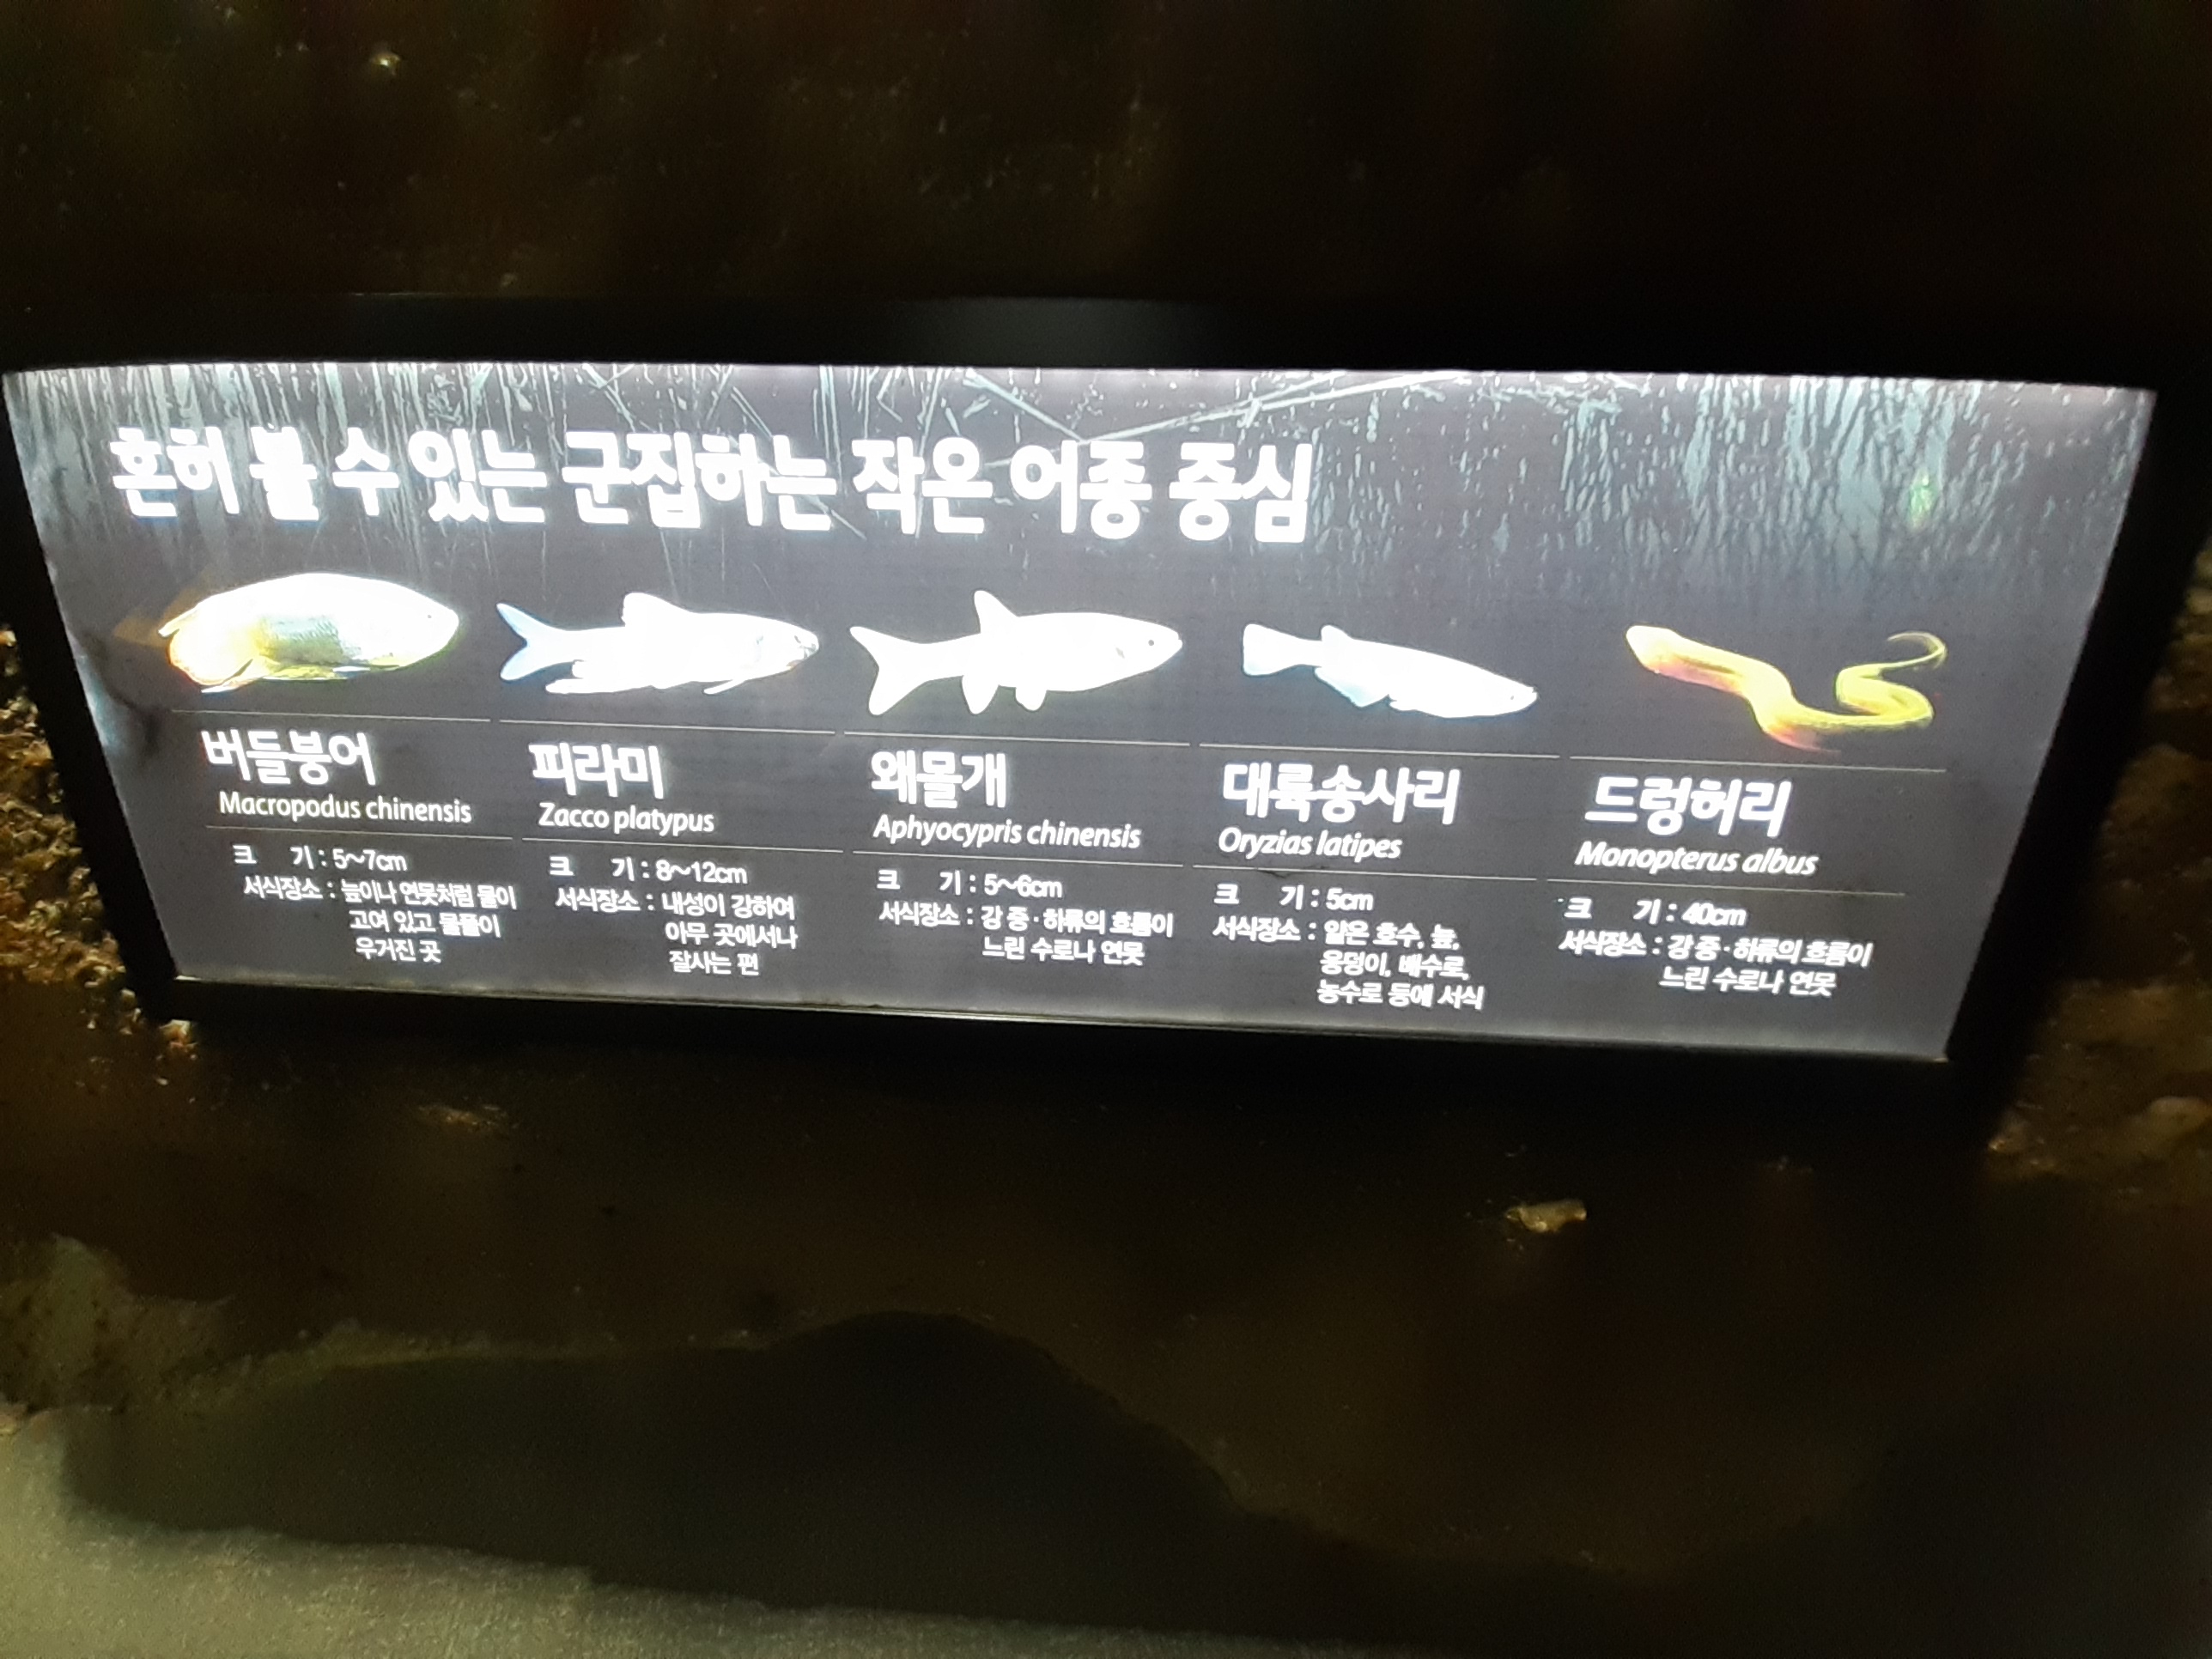 흔히 볼 수 있는 군집하는 작은 어종 중심
버들붕어
Macropodus chinensis
크 기 : 5~7cm
서식장소 : 늪이나 연못처럼 물이
고여 있고 물풀이
우거진 곳
피라미
Zacco platypus
크 기 : 8~12cm
서식장소 : 내성이 강하여
아무 곳에서나
잘사는 편
왜몰개
Aphyocypris chinensis
크 기 : 5~6cm
서식장소 : 강 중·하류의 흐름이
느린 수로나 연못
대륙송사리
Oryzias latipes
크 기 : 5cm
서식장소 : 얕은 호수, 늪,
웅덩이, 배수로,
농수로 등에 서식
드렁허리
Monopterus albus
크 기 : 40cm
서식장소 : 강 중·하류의 흐름이
느린 수로나 연못